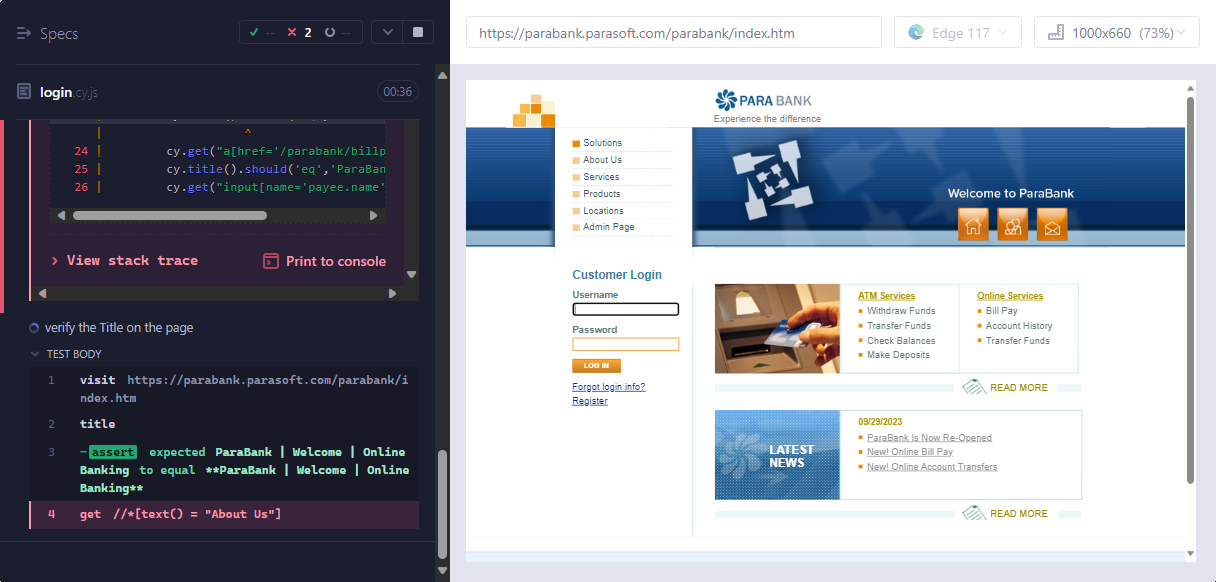 Specs
-- 2 --
login.cy.js 00:36
^
24 | cy.get("a[href='/parabank/billp
25 | cy.title().should('eq','ParaBan
26 | cy.get("input[name='payee.name'
> View stack trace
Print to console
verify the Title on the page
TEST BODY
1 visit https://parabank.parasoft.com/parabank/i
ndex.htm
2 title
3 -assert expected ParaBank | Welcome | Online
Banking to equal **ParaBank | Welcome | Online
Banking**
4 get //*[text() = "About Us"]
https://parabank.parasoft.com/parabank/index.htm
Edge 117
1000x660 (73%)
PARA BANK
Experience the difference
Solutions
About Us
Services
Products
Locations
Admin Page
Welcome to ParaBank
Customer Login
Username
Password
LOG IN
Forgot login info?
Register
ATM Services
Withdraw Funds
Transfer Funds
Check Balances
Make Deposits
Online Services
Bill Pay
Account History
Transfer Funds
READ MORE
LATEST
NEWS
09/29/2023
ParaBank Is Now Re-Opened
New! Online Bill Pay
New! Online Account Transfers
READ MORE